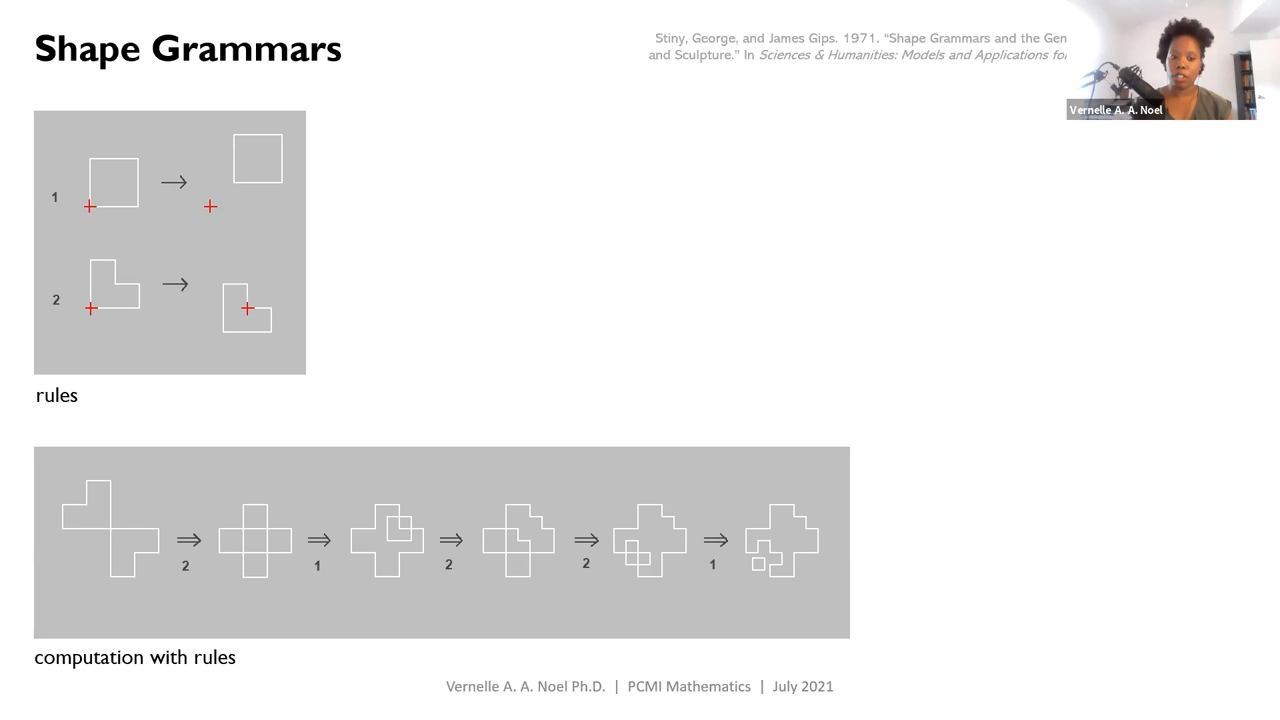 Shape Grammars
Stiny, George, and James Gips. 1971. “Shape Grammars and the Gen
and Sculpture.” In Sciences & Humanities: Models and Applications for
Vernelle A. A. Noel
1
2
rules
2
1
2
2
1
computation with rules
Vernelle A. A. Noel Ph.D. | PCMI Mathematics | July 2021